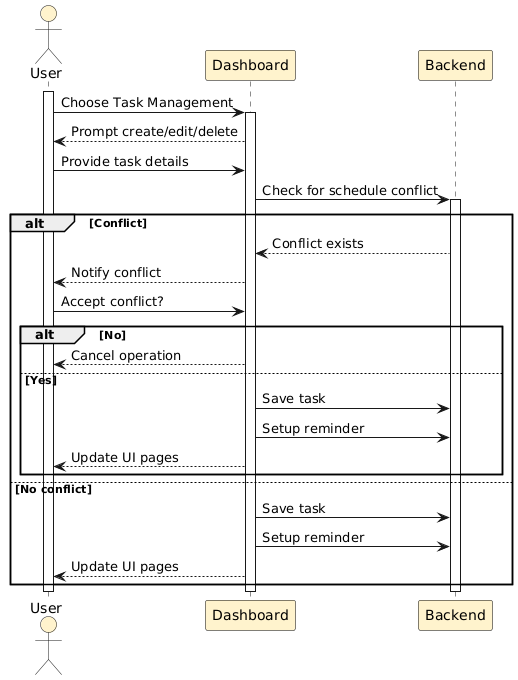 User
Dashboard
Backend
Choose Task Management
Prompt create/edit/delete
Provide task details
Check for schedule conflict
alt
[Conflict]
Conflict exists
Notify conflict
Accept conflict?
alt
[No]
Cancel operation
[Yes]
Save task
Setup reminder
Update UI pages
[No conflict]
Save task
Setup reminder
Update UI pages
User
Dashboard
Backend